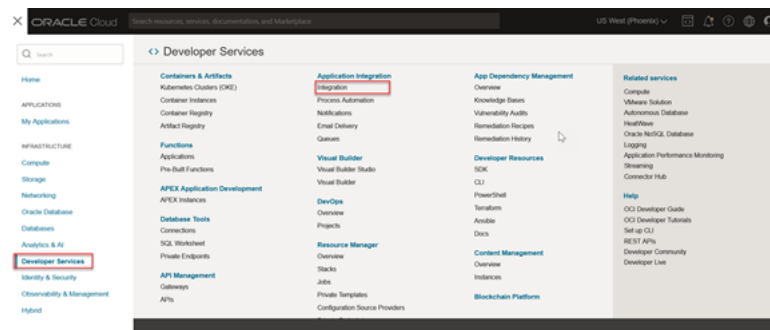 ORACLE Cloud
Search resources, services, documentation, and Marketplace
US West (Phoenix)
Search
Home
APPLICATIONS
My Applications
INFRASTRUCTURE
Compute
Storage
Networking
Oracle Database
Databases
Analytics & AI
Developer Services
Identity & Security
Observability & Management
Hybrid
Developer Services
Containers & Artifacts
Kubernetes Clusters (OKE)
Container Instances
Container Registry
Artifact Registry
Functions
Applications
Pre-Built Functions
APEX Application Development
APEX Instances
Database Tools
Connections
SQL Worksheet
Private Endpoints
API Management
Gateways
APIs
Application Integration
Integration
Process Automation
Notifications
Email Delivery
Queues
Visual Builder
Visual Builder Studio
Visual Builder
DevOps
Overview
Projects
Resource Manager
Overview
Stacks
Jobs
Private Templates
Configuration Source Providers
App Dependency Management
Overview
Knowledge Bases
Vulnerability Audits
Remediation Recipes
Remediation History
Developer Resources
SDK
CLI
PowerShell
Terraform
Ansible
Docs
Content Management
Overview
Instances
Blockchain Platform
Related services
Compute
VMware Solution
Autonomous Database
HeatWave
Oracle NoSQL Database
Logging
Application Performance Monitoring
Streaming
Connector Hub
Help
OCI Developer Guide
OCI Developer Tutorials
Set up CLI
REST APIs
Developer Community
Developer Live